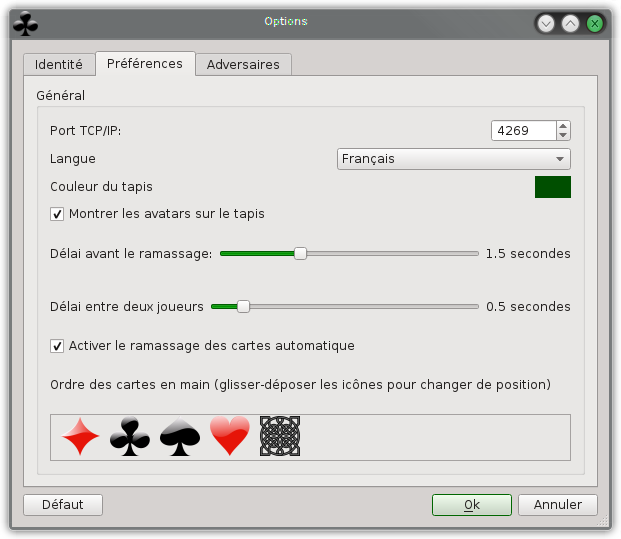 Options
Identité
Préférences
Adversaires
Général
Port TCP/IP: 4269
Langue Français
Couleur du tapis
Montrer les avatars sur le tapis
Délai avant le ramassage: 1.5 secondes
Délai entre deux joueurs 0.5 secondes
Activer le ramassage des cartes automatique
Ordre des cartes en main (glisser-déposer les icônes pour changer de position)
Défaut
Ok
Annuler